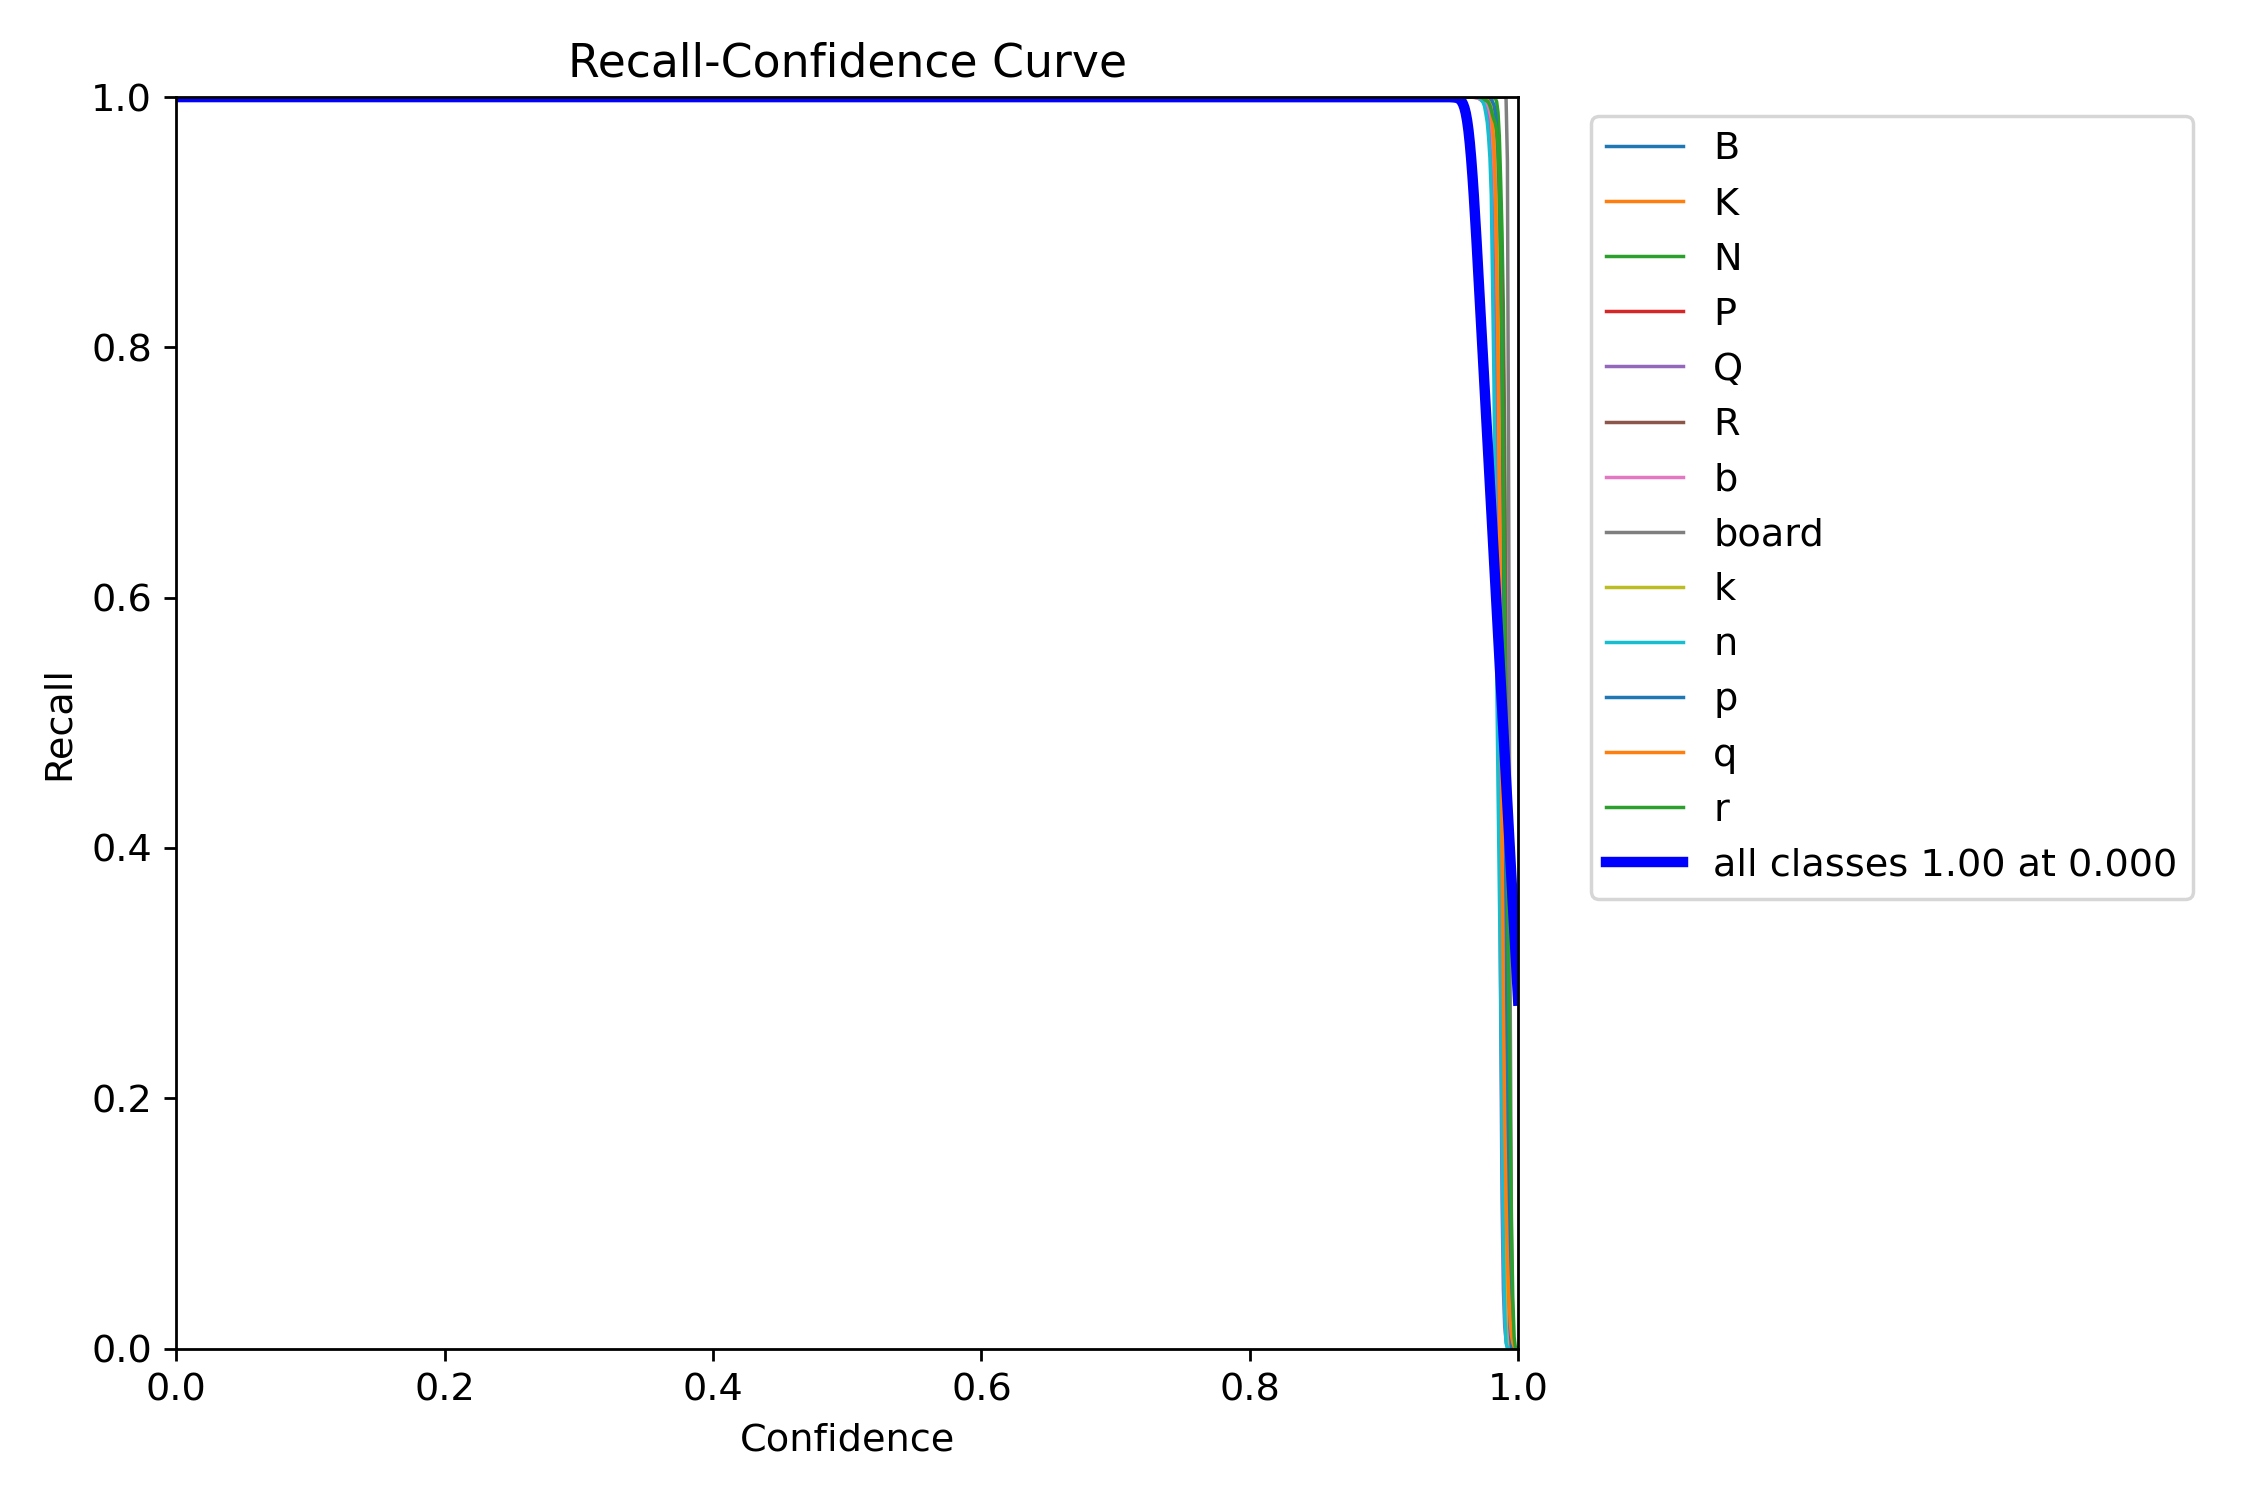 Recall-Confidence Curve
1.0
0.8
0.6
0.4
0.2
0.0
Recall
0.0 0.2 0.4 0.6 0.8 1.0
Confidence
B
K
N
P
Q
R
b
board
k
n
p
q
r
all classes 1.00 at 0.000